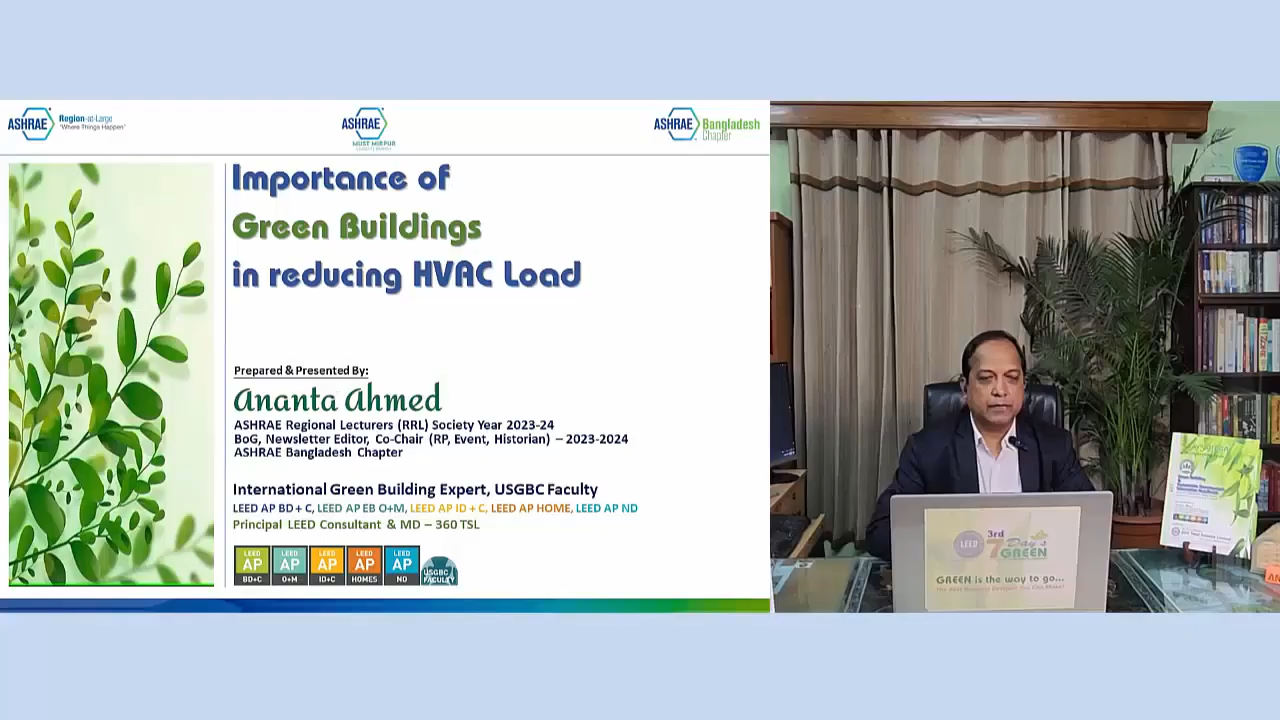 ASHRAE Region-at-Large
"Where Things Happen"
ASHRAE
MUST MIRPUR
ASHRAE Bangladesh
Chapter
Importance of
Green Buildings
in reducing HVAC Load
Prepared & Presented By:
Ananta Ahmed
ASHRAE Regional Lecturers (RRL) Society Year 2023-24
BoG, Newsletter Editor, Co-Chair (RP, Event, Historian) – 2023-2024
ASHRAE Bangladesh Chapter
International Green Building Expert, USGBC Faculty
LEED AP BD+ C, LEED AP EB O+M, LEED AP ID + C, LEED AP HOME, LEED AP ND
Principal LEED Consultant & MD – 360 TSL
LEED AP BD+C
LEED AP O+M
LEED AP ID+C
LEED AP HOMES
LEED AP ND
USGBC FACULTY
LEED
3rd
7 Day's
GREEN
GREEN is the way to go...